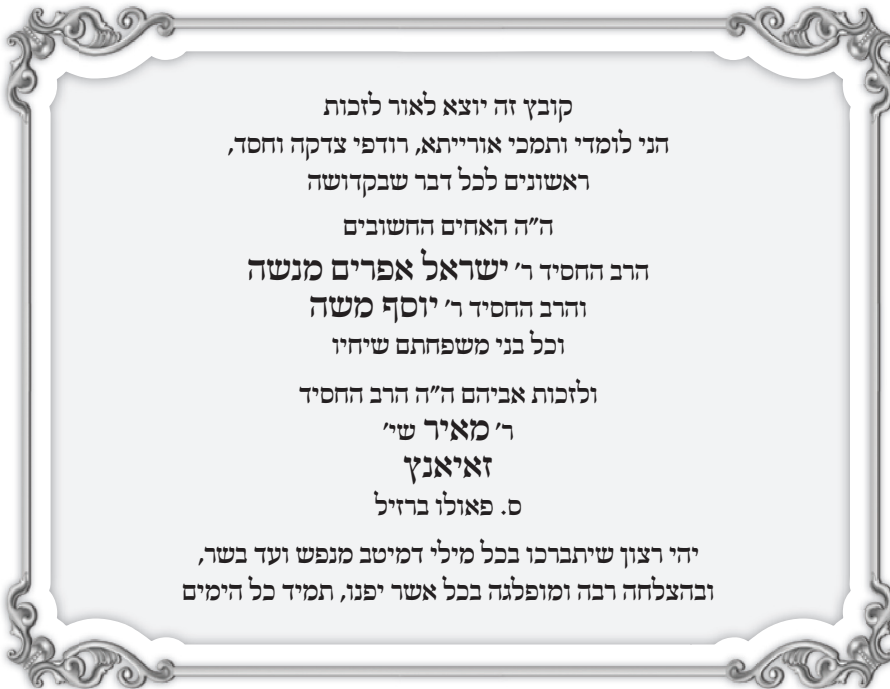 קובץ זה יוצא לאור לזכות
הני לומדי ותמכי אורייתא, רודפי צדקה וחסד,
ראשונים לכל דבר שבקדושה
ה״ה האחים החשובים
הרב החסיד ר׳ ישראל אפרים מנשה
והרב החסיד ר׳ יוסף משה
וכל בני משפחתם שיחיו
ולזכות אביהם ה״ה הרב החסיד
ר׳ מאיר שי׳
זאיאנץ
ס. פאולו ברזיל
יהי רצון שיתברכו בכל מילי דמיטב מנפש ועד בשר,
ובהצלחה רבה ומופלגה בכל אשר יפנו, תמיד כל הימים